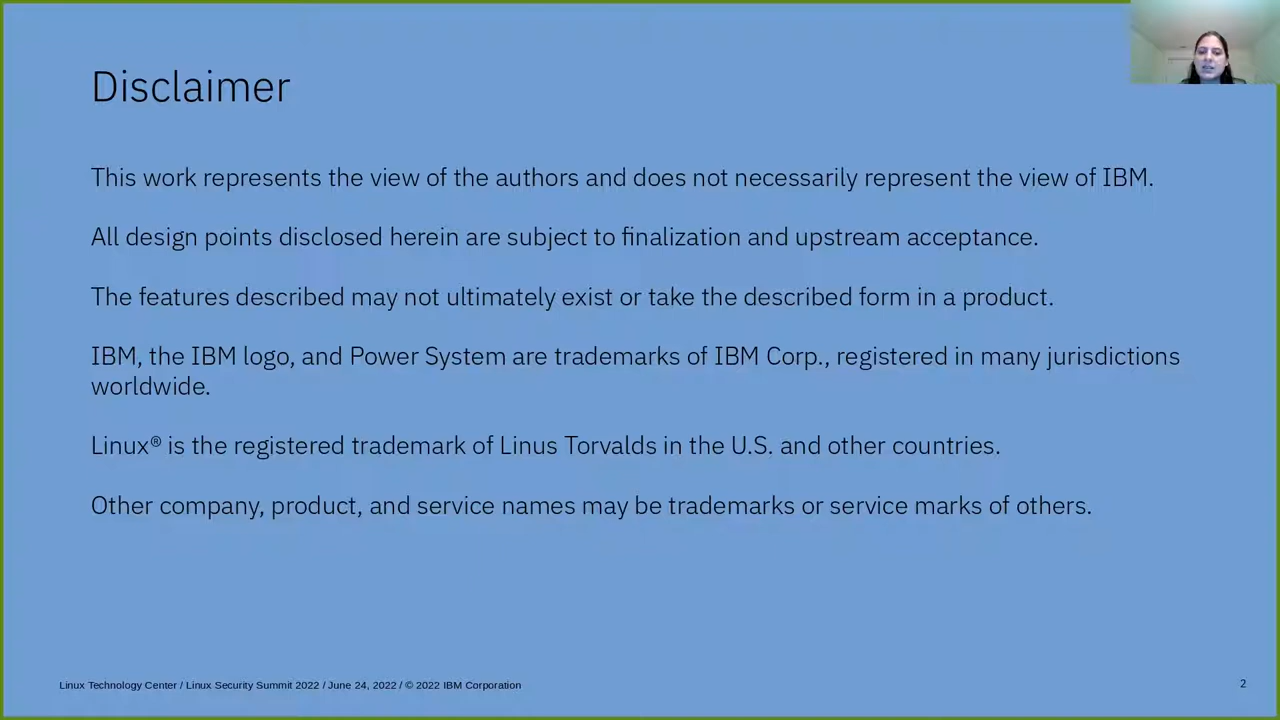 Disclaimer
This work represents the view of the authors and does not necessarily represent the view of IBM.
All design points disclosed herein are subject to finalization and upstream acceptance.
The features described may not ultimately exist or take the described form in a product.
IBM, the IBM logo, and Power System are trademarks of IBM Corp., registered in many jurisdictions
worldwide.
Linux® is the registered trademark of Linus Torvalds in the U.S. and other countries.
Other company, product, and service names may be trademarks or service marks of others.
Linux Technology Center / Linux Security Summit 2022 / June 24, 2022 / © 2022 IBM Corporation
2